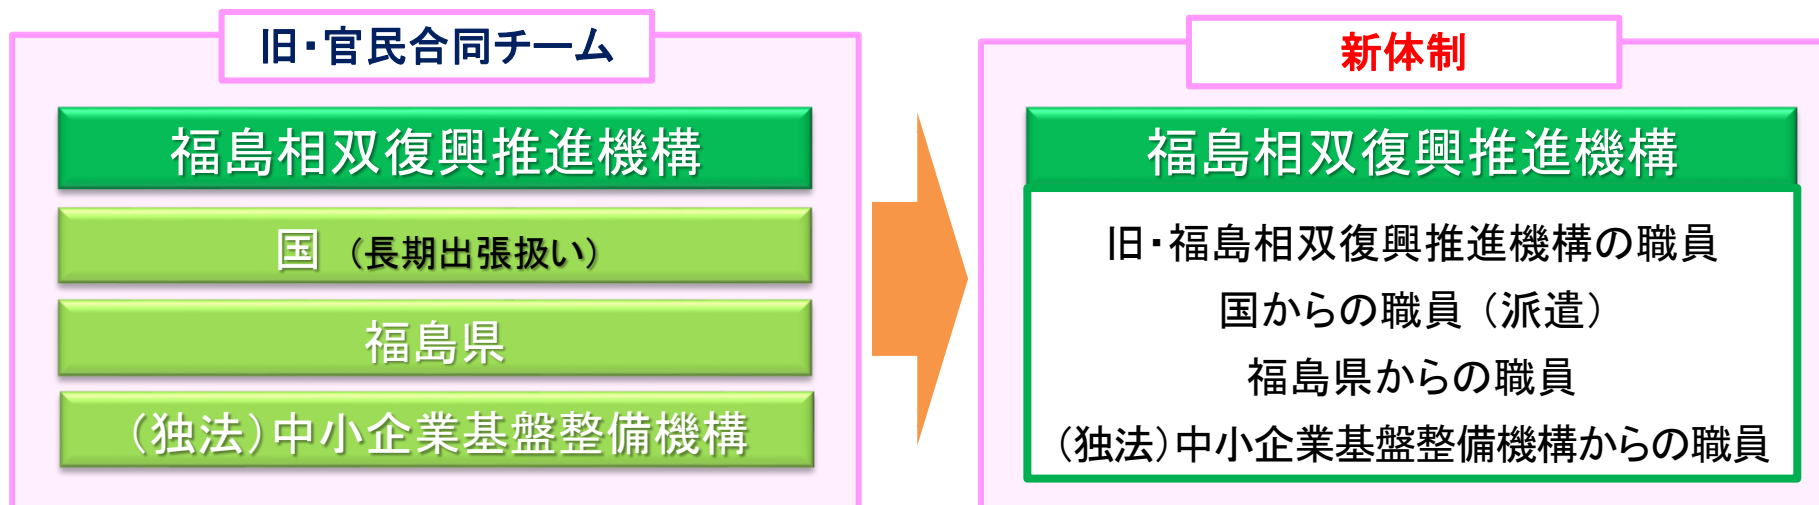 旧・官民合同チーム
福島相双復興推進機構
国 (長期出張扱い)
福島県
(独法)中小企業基盤整備機構
新体制
福島相双復興推進機構
旧・福島相双復興推進機構の職員
国からの職員 (派遣)
福島県からの職員
(独法)中小企業基盤整備機構からの職員